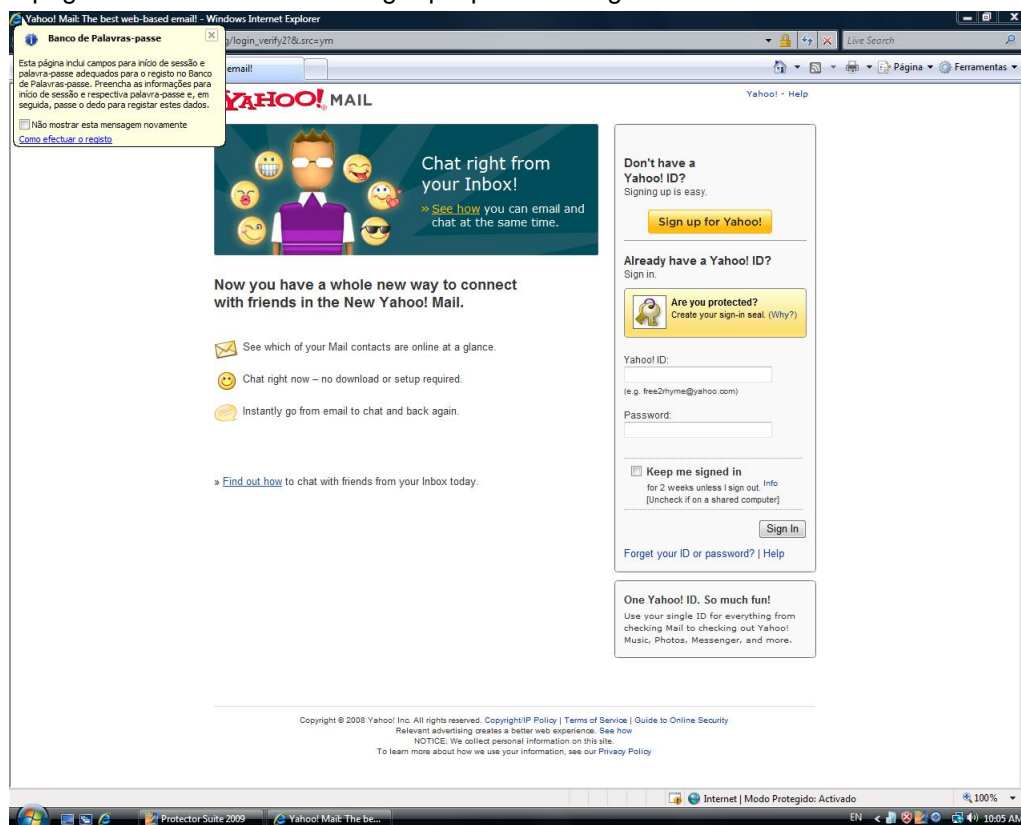 Yahoo! Mail: The best web-based email! - Windows Internet Explorer
Banco de Palavras-passe
Esta página inclui campos para início de sessão e
palavra-passe adequados para o registo no Banco
de Palavras-passe. Preencha as informações para
início de sessão e respectiva palavra-passe e, em
seguida, passe o dedo para registar estes dados.
Não mostrar esta mensagem novamente
Como efectuar o registo
g/login_verify2?&.src=ym
Live Search
email!
Página
Ferramentas
YAHOO! MAIL
Yahoo! - Help
Chat right from
your Inbox!
» See how you can email and
chat at the same time.
Now you have a whole new way to connect
with friends in the New Yahoo! Mail.
See which of your Mail contacts are online at a glance.
Chat right now – no download or setup required.
Instantly go from email to chat and back again.
» Find out how to chat with friends from your Inbox today.
Don't have a
Yahoo! ID?
Signing up is easy.
Sign up for Yahoo!
Already have a Yahoo! ID?
Sign in.
Are you protected?
Create your sign-in seal. (Why?)
Yahoo! ID:
(e.g. free2rhyme@yahoo.com)
Password:
Keep me signed in
for 2 weeks unless I sign out. Info
[Uncheck if on a shared computer]
Sign In
Forget your ID or password? | Help
One Yahoo! ID. So much fun!
Use your single ID for everything from
checking Mail to checking out Yahoo!
Music, Photos, Messenger, and more.
Copyright © 2008 Yahoo! Inc. All rights reserved. Copyright/IP Policy | Terms of Service | Guide to Online Security
Relevant advertising creates a better web experience. See how
NOTICE: We collect personal information on this site.
To learn more about how we use your information, see our Privacy Policy
Internet | Modo Protegido: Activado
100%
Protector Suite 2009
Yahoo! Mail: The be...
EN
10:05 AM